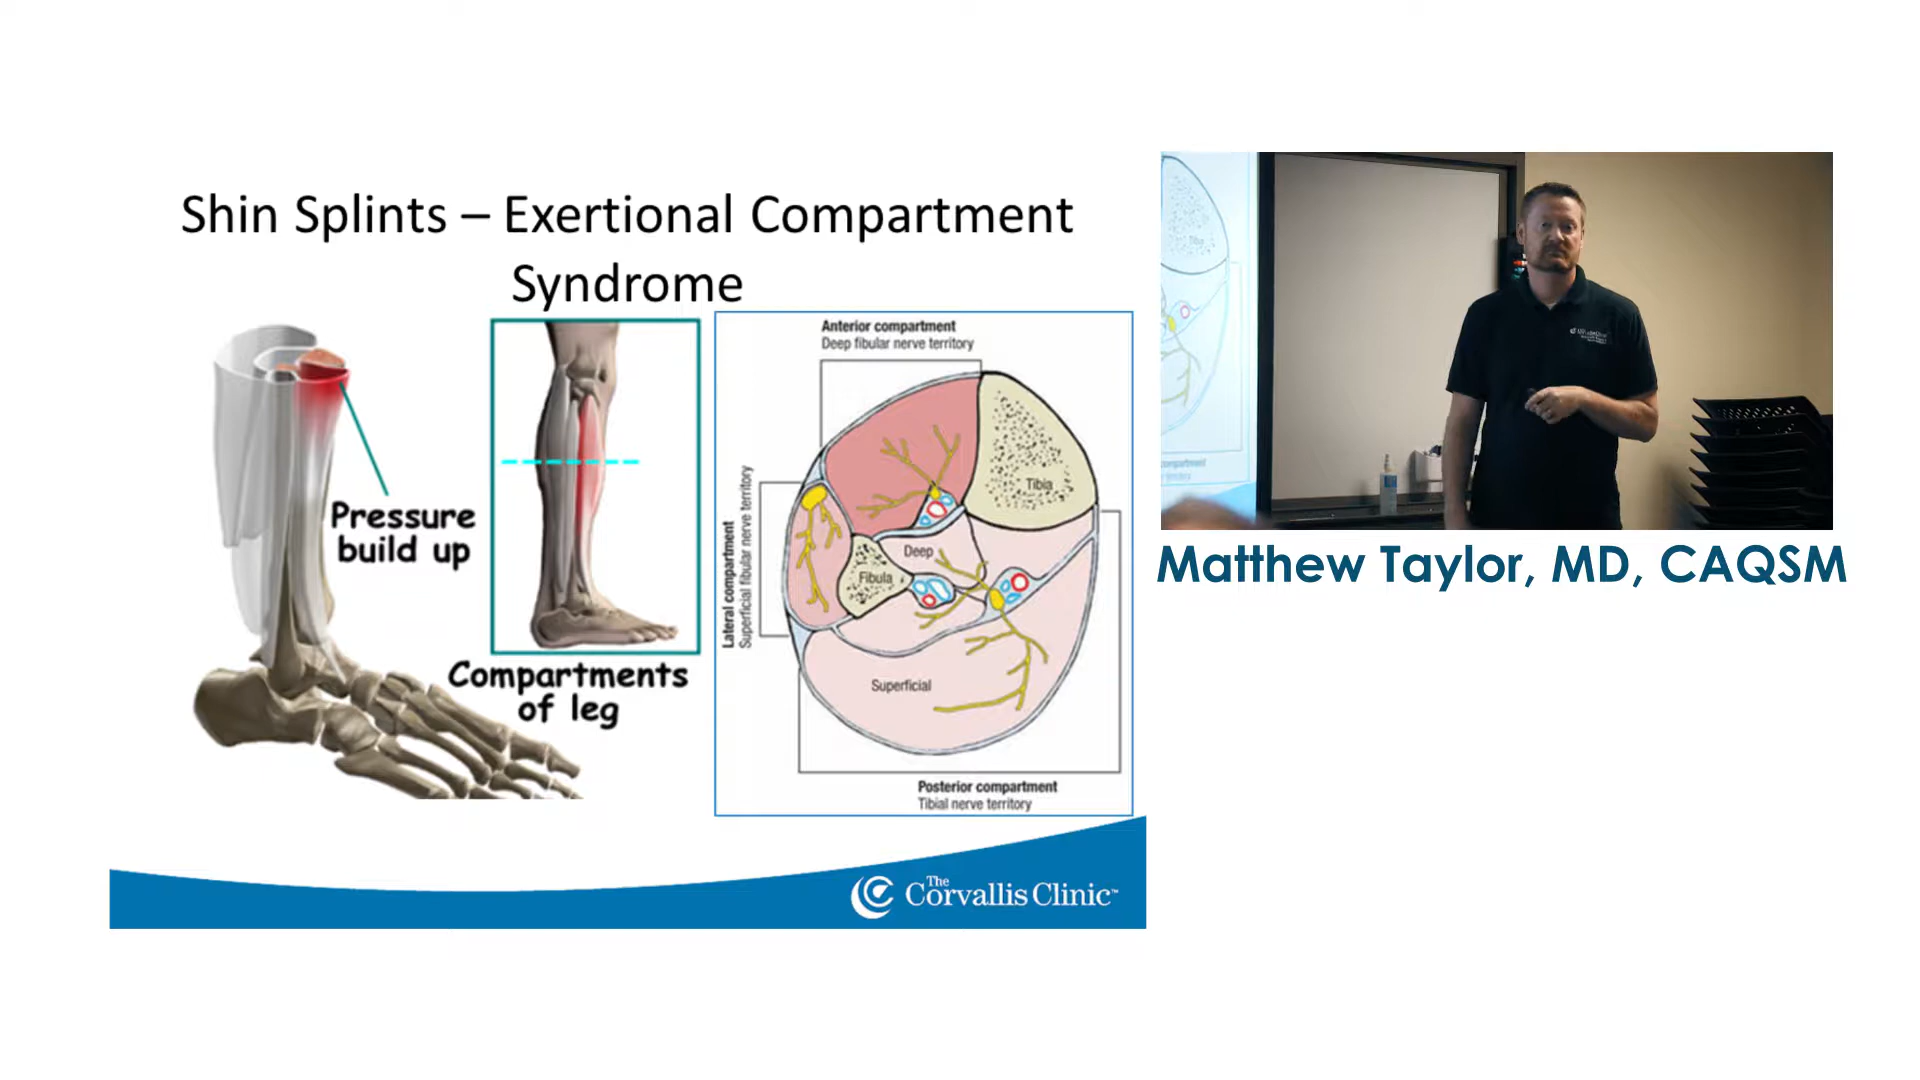 Shin Splints – Exertional Compartment
Syndrome
Pressure
build up
Compartments
of leg
Anterior compartment
Deep fibular nerve territory
Tibia
Lateral compartment
Superficial fibular nerve territory
Deep
Fibula
Superficial
Posterior compartment
Tibial nerve territory
The
Corvallis Clinic™
Matthew Taylor, MD, CAQSM